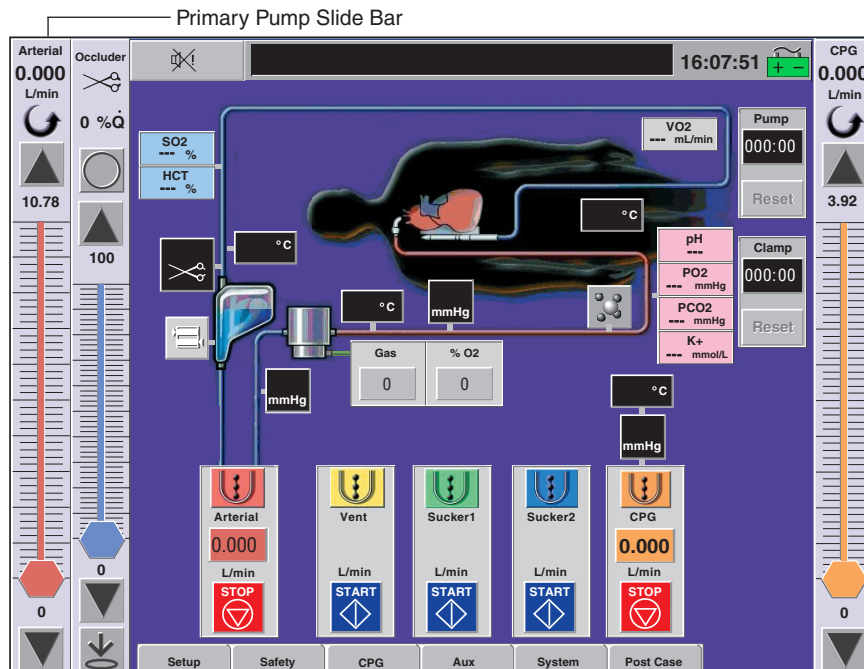 Primary Pump Slide Bar
Arterial
0.000
L/min
10.78
0
Occluder
0 %Q̇
100
0
!
16:07:51
+ −
SO2
--- %
HCT
--- %
VO2
--- mL/min
Pump
000:00
Reset
Clamp
000:00
Reset
°C
°C
°C
mmHg
pH
---
PO2
--- mmHg
PCO2
--- mmHg
K+
--- mmol/L
Gas
0
% O2
0
mmHg
°C
mmHg
Arterial
0.000
L/min
STOP
Vent
L/min
START
Sucker1
L/min
START
Sucker2
L/min
START
CPG
0.000
L/min
STOP
CPG
0.000
L/min
3.92
0
Setup
Safety
CPG
Aux
System
Post Case